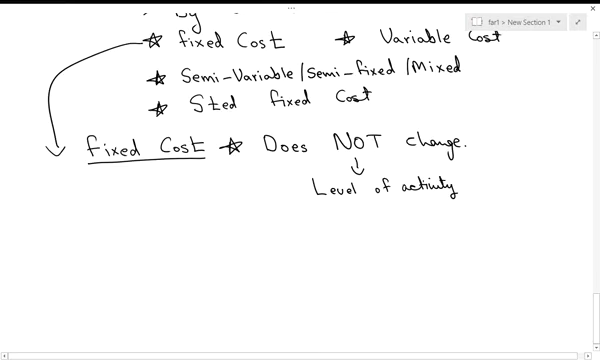 By
far1 > New Section 1
☆ fixed Cost ☆ Variable Cost
☆ Semi-Variable/Semi-fixed/Mixed
☆ Sted fixed Cost
fixed Cost ☆ Does NOT change.
Level of activity